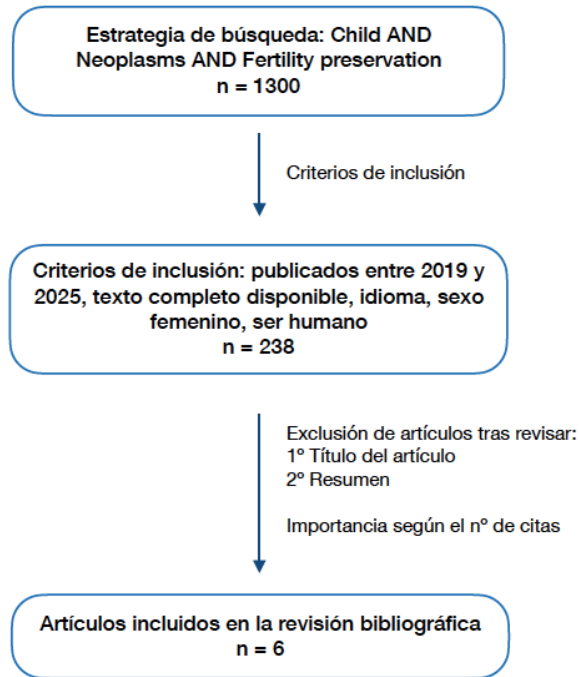 Estrategia de búsqueda: Child AND
Neoplasms AND Fertility preservation
n = 1300
Criterios de inclusión
Criterios de inclusión: publicados entre 2019 y
2025, texto completo disponible, idioma, sexo
femenino, ser humano
n = 238
Exclusión de artículos tras revisar:
1º Título del artículo
2º Resumen
Importancia según el nº de citas
Artículos incluidos en la revisión bibliográfica
n = 6